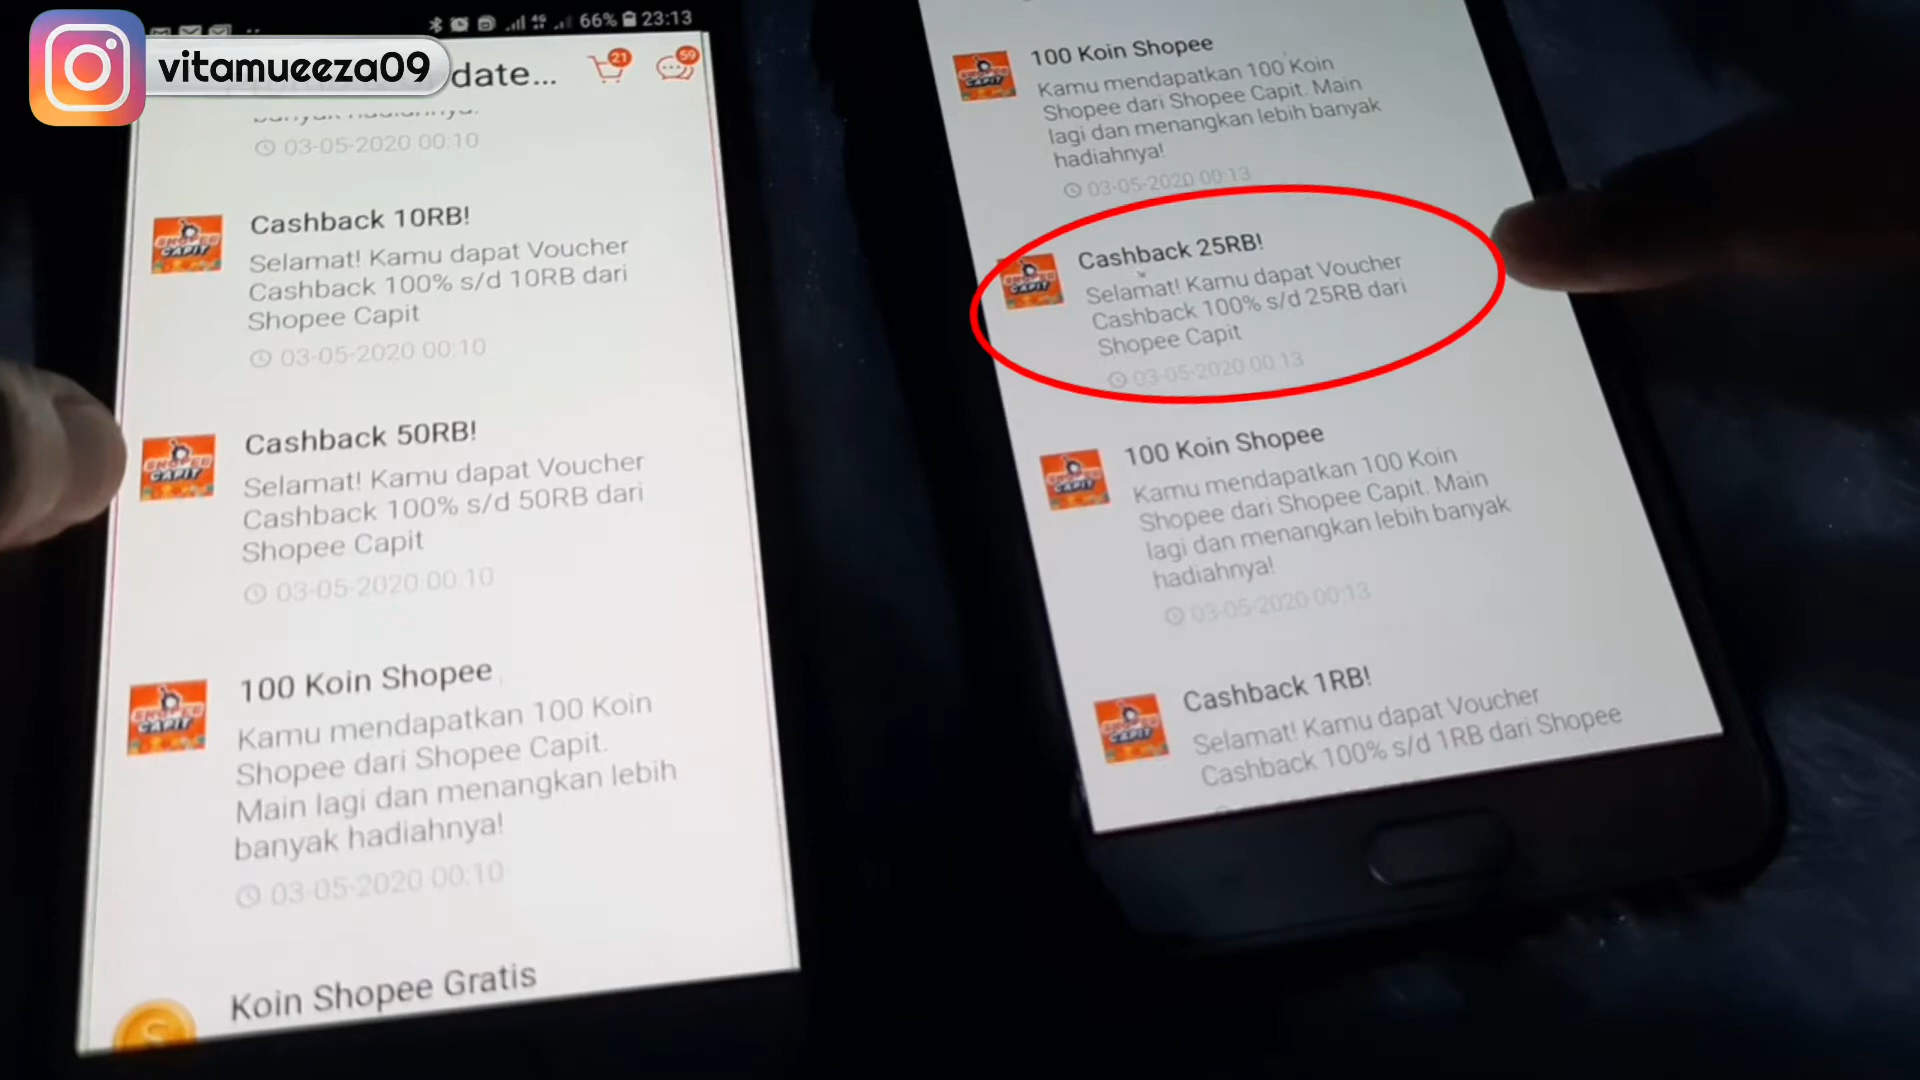 vitamueeza09
66% 23:13
date...
21
59
banyak hadiahnya!
03-05-2020 00:10
Cashback 10RB!
Selamat! Kamu dapat Voucher
Cashback 100% s/d 10RB dari
Shopee Capit
03-05-2020 00:10
Cashback 50RB!
Selamat! Kamu dapat Voucher
Cashback 100% s/d 50RB dari
Shopee Capit
03-05-2020 00:10
100 Koin Shopee
Kamu mendapatkan 100 Koin
Shopee dari Shopee Capit.
Main lagi dan menangkan lebih
banyak hadiahnya!
03-05-2020 00:10
Koin Shopee Gratis
100 Koin Shopee
Kamu mendapatkan 100 Koin
Shopee dari Shopee Capit. Main
lagi dan menangkan lebih banyak
hadiahnya!
03-05-2020 00:13
Cashback 25RB!
Selamat! Kamu dapat Voucher
Cashback 100% s/d 25RB dari
Shopee Capit
03-05-2020 00:13
100 Koin Shopee
Kamu mendapatkan 100 Koin
Shopee dari Shopee Capit. Main
lagi dan menangkan lebih banyak
hadiahnya!
03-05-2020 00:13
Cashback 1RB!
Selamat! Kamu dapat Voucher
Cashback 100% s/d 1RB dari Shopee